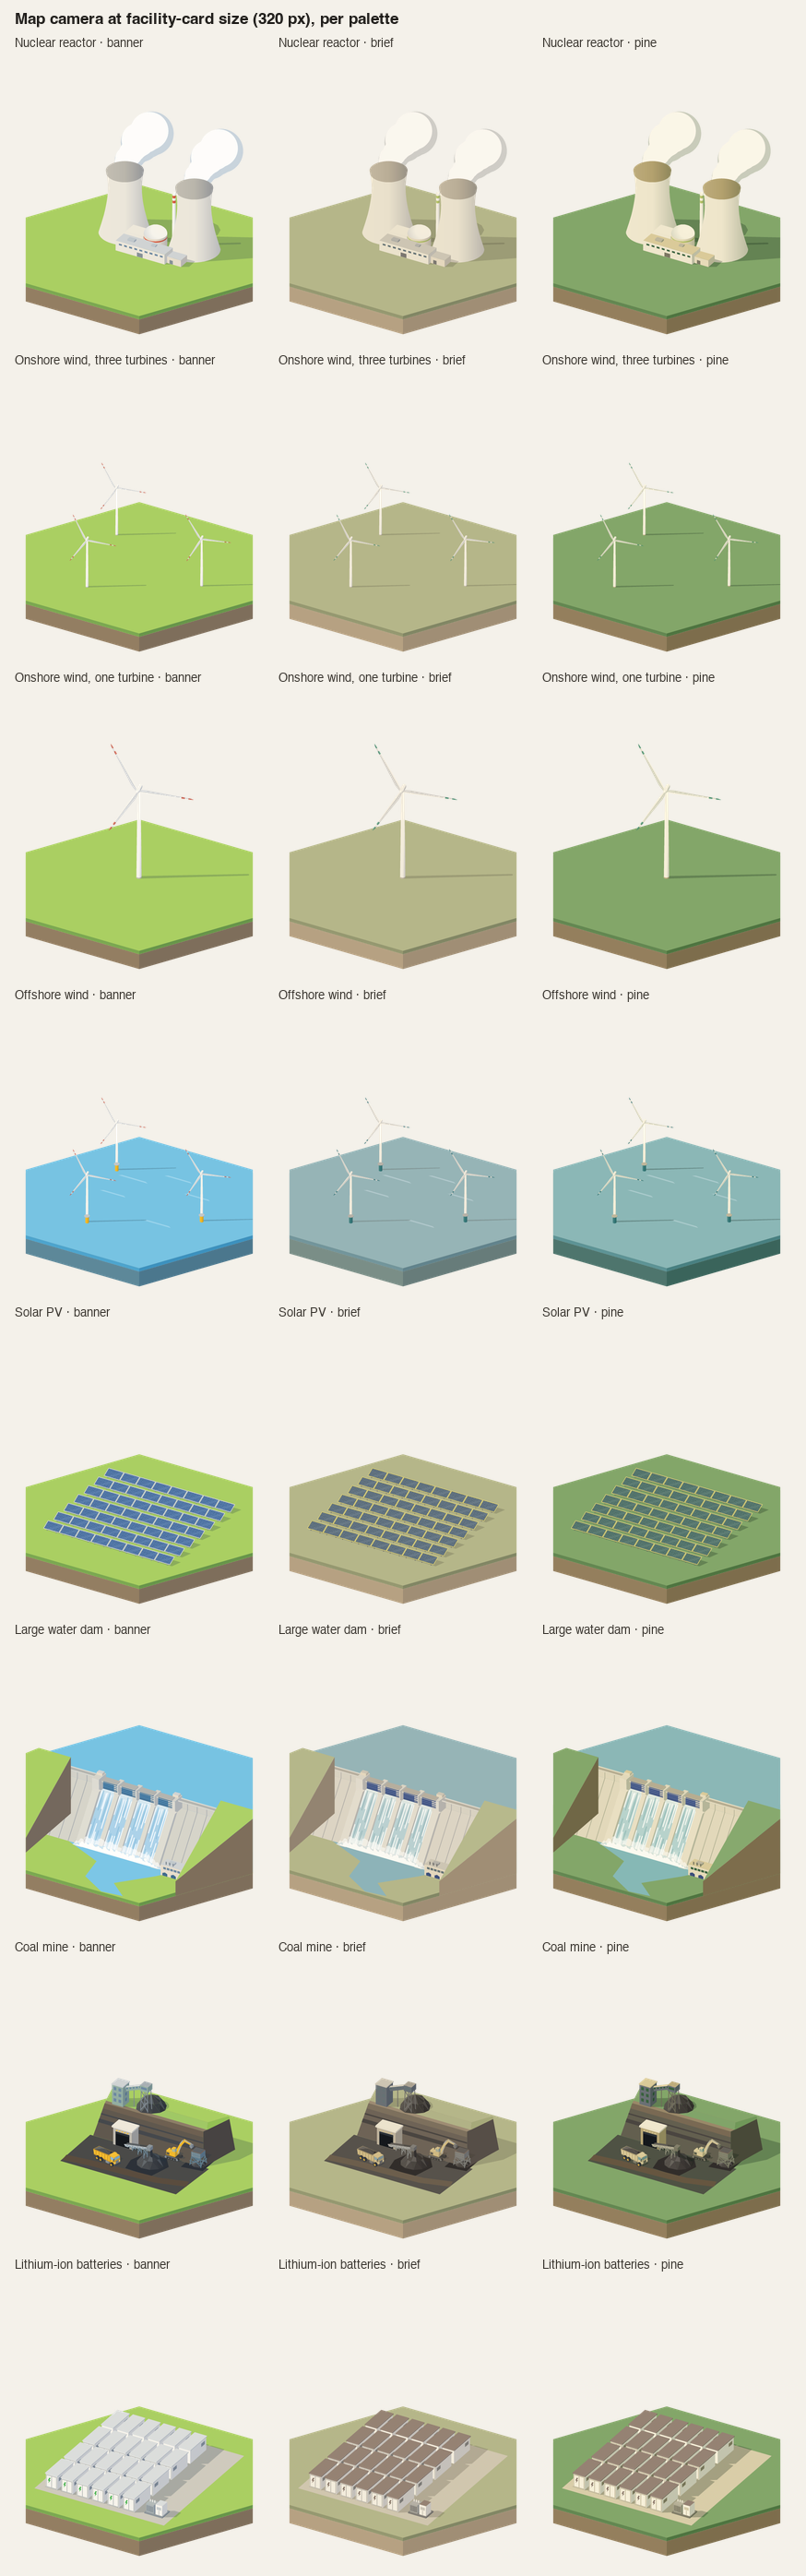 Map camera at facility-card size (320 px), per palette
Nuclear reactor · banner
Nuclear reactor · brief
Nuclear reactor · pine
Onshore wind, three turbines · banner
Onshore wind, three turbines · brief
Onshore wind, three turbines · pine
Onshore wind, one turbine · banner
Onshore wind, one turbine · brief
Onshore wind, one turbine · pine
Offshore wind · banner
Offshore wind · brief
Offshore wind · pine
Solar PV · banner
Solar PV · brief
Solar PV · pine
Large water dam · banner
Large water dam · brief
Large water dam · pine
Coal mine · banner
Coal mine · brief
Coal mine · pine
Lithium-ion batteries · banner
Lithium-ion batteries · brief
Lithium-ion batteries · pine